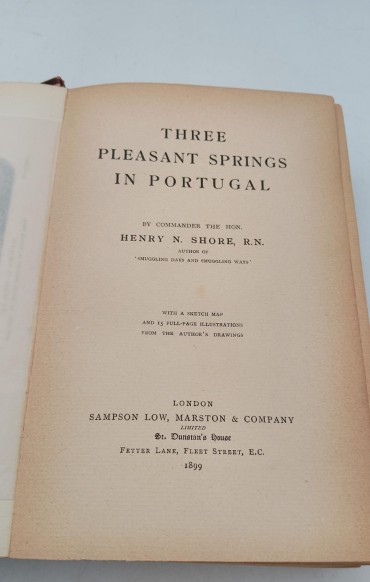 THREE
PLEASANT SPRINGS
IN PORTUGAL
BY COMMANDER THE HON.
HENRY N. SHORE, R.N.
AUTHOR OF
"SMUGGLING DAYS AND SMUGGLING WAYS"
WITH A SKETCH MAP
AND 15 FULL-PAGE ILLUSTRATIONS
FROM THE AUTHOR'S DRAWINGS
LONDON
SAMPSON LOW, MARSTON & COMPANY
LIMITED
St. Dunstan's House
FETTER LANE, FLEET STREET, E.C.
1899